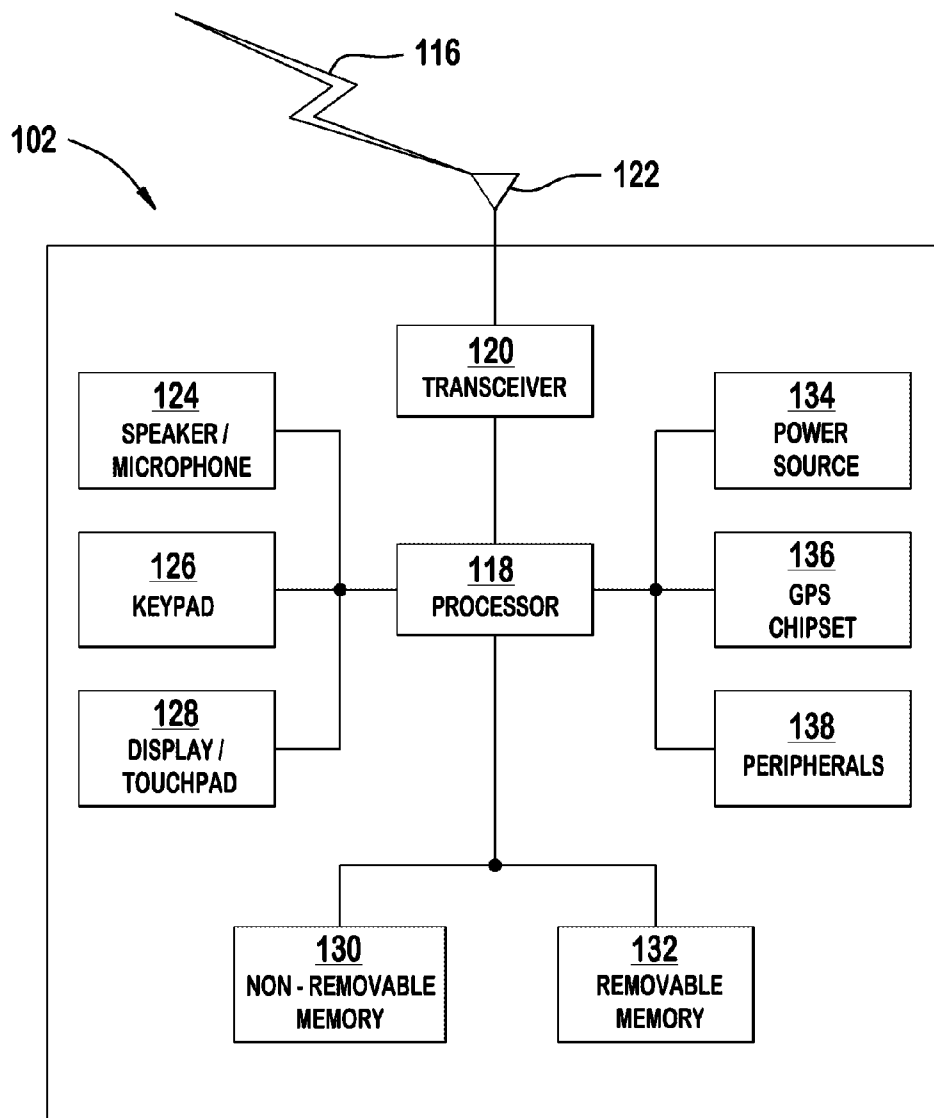 116
102
122
120
TRANSCEIVER
124
SPEAKER /
MICROPHONE
134
POWER
SOURCE
126
KEYPAD
118
PROCESSOR
136
GPS
CHIPSET
128
DISPLAY /
TOUCHPAD
138
PERIPHERALS
130
NON - REMOVABLE
MEMORY
132
REMOVABLE
MEMORY